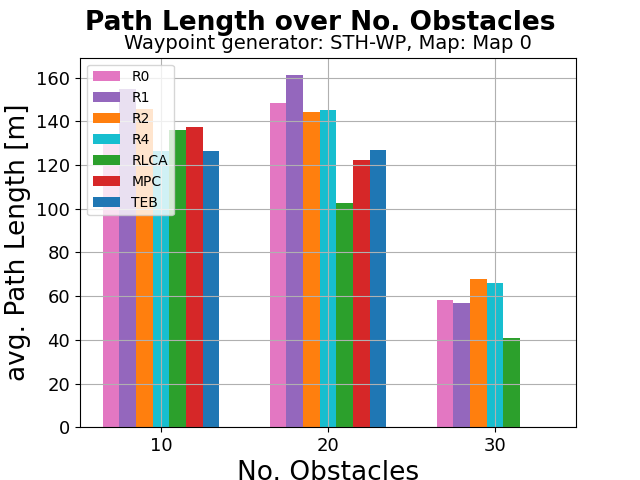 Path Length over No. Obstacles
Waypoint generator: STH-WP, Map: Map 0
avg. Path Length [m]
160
140
120
100
80
60
40
20
0
R0
R1
R2
R4
RLCA
MPC
TEB
10
20
30
No. Obstacles